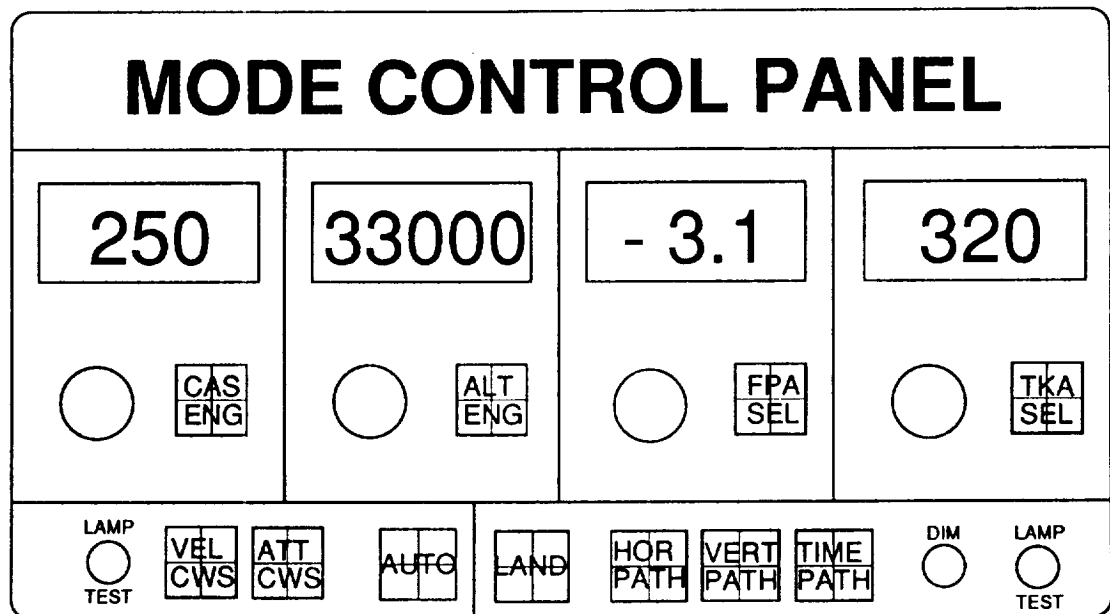 MODE CONTROL PANEL
250
33000
- 3.1
320
CAS
ENG
ALT
ENG
FPA
SEL
TKA
SEL
LAMP
TEST
VEL
CWS
ATT
CWS
AUTO
LAND
HOR
PATH
VERT
PATH
TIME
PATH
DIM
LAMP
TEST